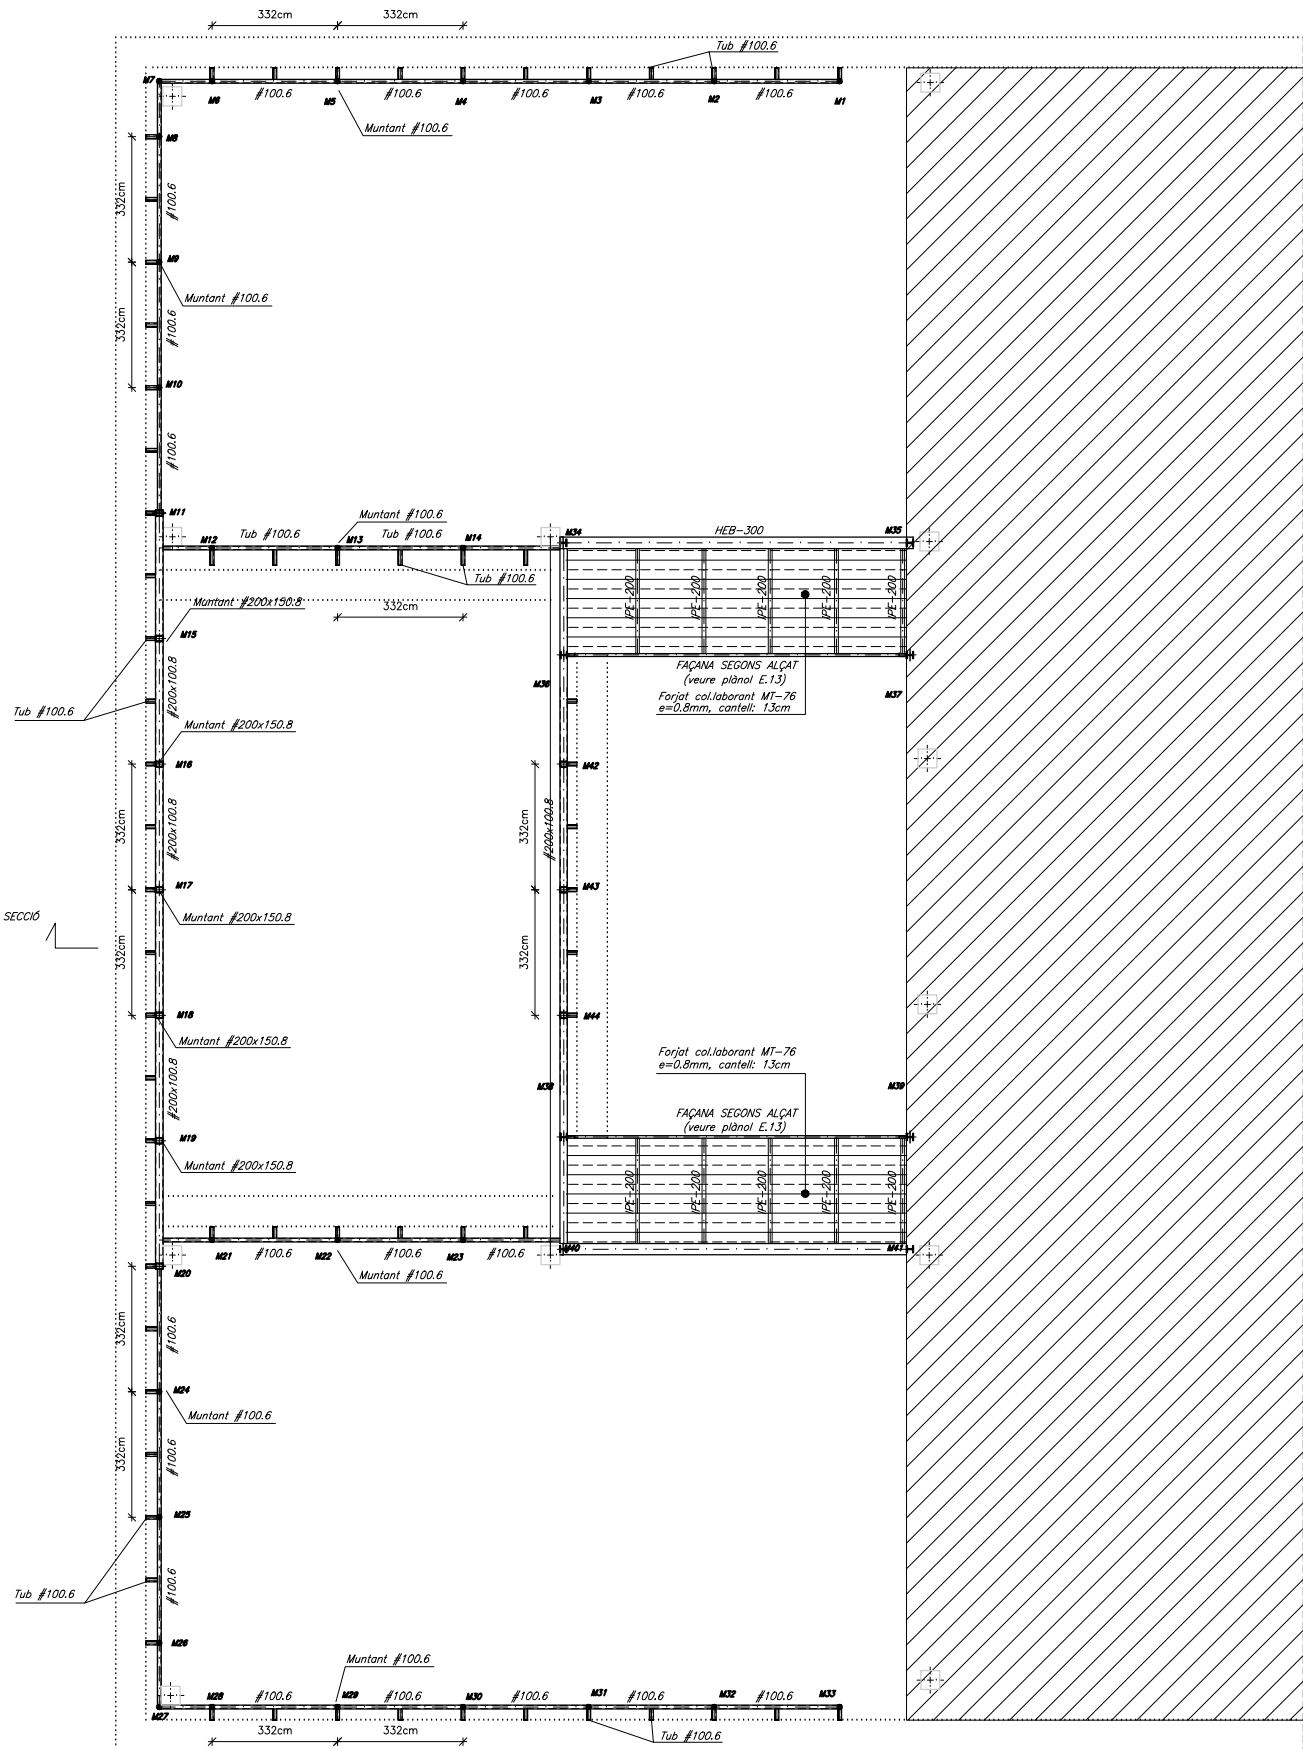 332cm 332cm
Tub #100.6
M7 M6 #100.6 M5 #100.6 M4 #100.6 M3 #100.6 M2 #100.6 M1
Muntant #100.6
M8
332cm
#100.6
M9
Muntant #100.6
332cm
#100.6
M10
#100.6
M11
Muntant #100.6
M12 Tub #100.6 M13 Tub #100.6 M14
M34 HEB-300 M35
Tub #100.6
IPE-200 IPE-200 IPE-200 IPE-200 IPE-200
Muntant #200x150.8
332cm
M15
FAÇANA SEGONS ALÇAT
(veure plànol E.13)
M36
M37
Forjat col.laborant MT-76
e=0.8mm, cantell: 13cm
#200x100.8
Tub #100.6
Muntant #200x150.8
M16
M42
332cm
#200x100.8
332cm
#200x100.8
M17
M43
Muntant #200x150.8
SECCIÓ
332cm
332cm
M18
M44
Muntant #200x150.8
Forjat col.laborant MT-76
e=0.8mm, cantell: 13cm
#200x100.8
M38
M39
FAÇANA SEGONS ALÇAT
(veure plànol E.13)
M19
Muntant #200x150.8
IPE-200 IPE-200 IPE-200 IPE-200 IPE-200
M21 #100.6 M22 #100.6 M23 #100.6 M40 M41
M20
Muntant #100.6
332cm
#100.6
M24
Muntant #100.6
332cm
#100.6
M25
#100.6
Tub #100.6
M26
Muntant #100.6
M27 M28 #100.6 M29 #100.6 M30 #100.6 M31 #100.6 M32 #100.6 M33
332cm 332cm
Tub #100.6